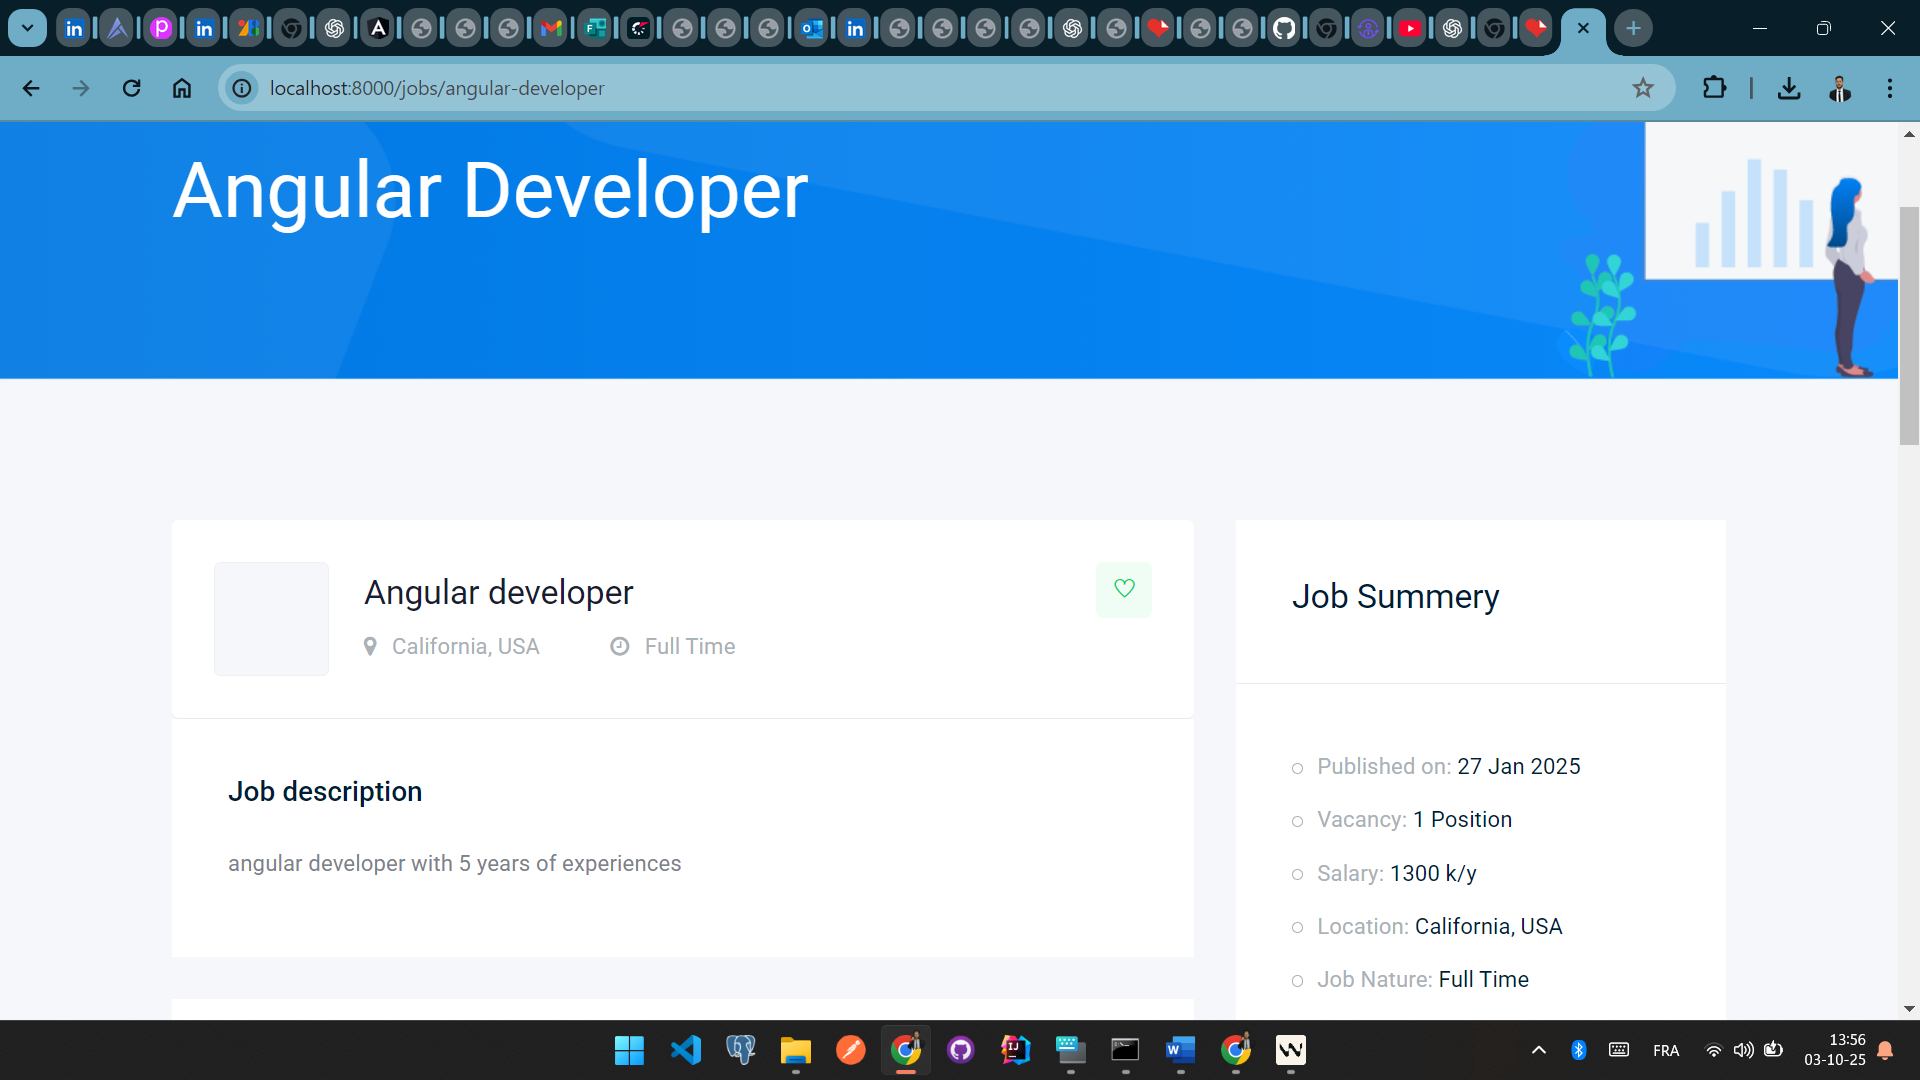 localhost:8000/jobs/angular-developer
Angular Developer
Angular developer
California, USA
Full Time
Job description
angular developer with 5 years of experiences
Job Summery
Published on: 27 Jan 2025
Vacancy: 1 Position
Salary: 1300 k/y
Location: California, USA
Job Nature: Full Time
FRA
13:56
03-10-25